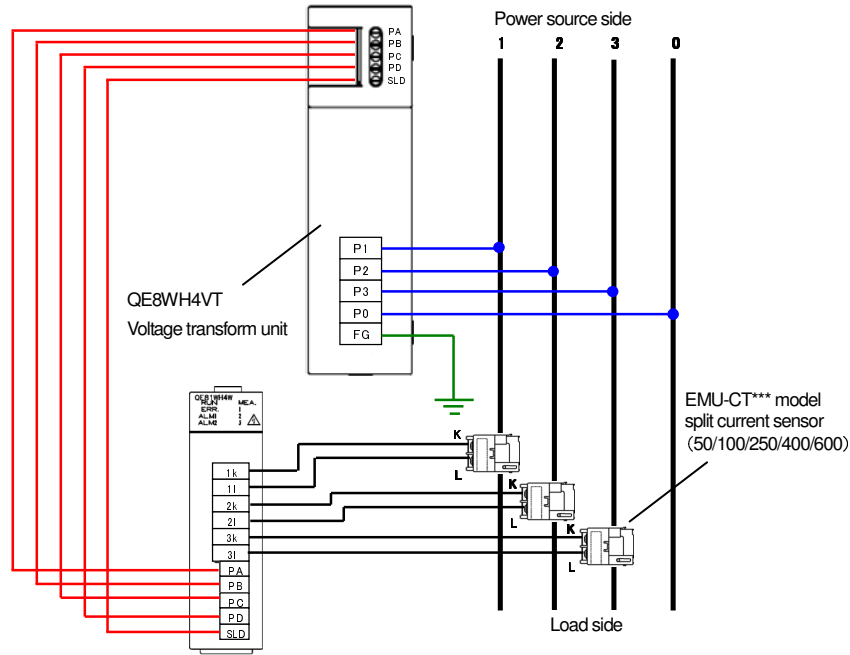 Power source side
1 2 3 0
PA
PB
PC
PD
SLD
P1
P2
P3
P0
FG
QE8WH4VT
Voltage transform unit
QE81WH4W
RUN MEA.
ERR. 1
ALM1 2
ALM2 3
EMU-CT*** model
split current sensor
（50/100/250/400/600）
K
L
K
L
K
L
1k
1l
2k
2l
3k
3l
PA
PB
PC
PD
SLD
Load side